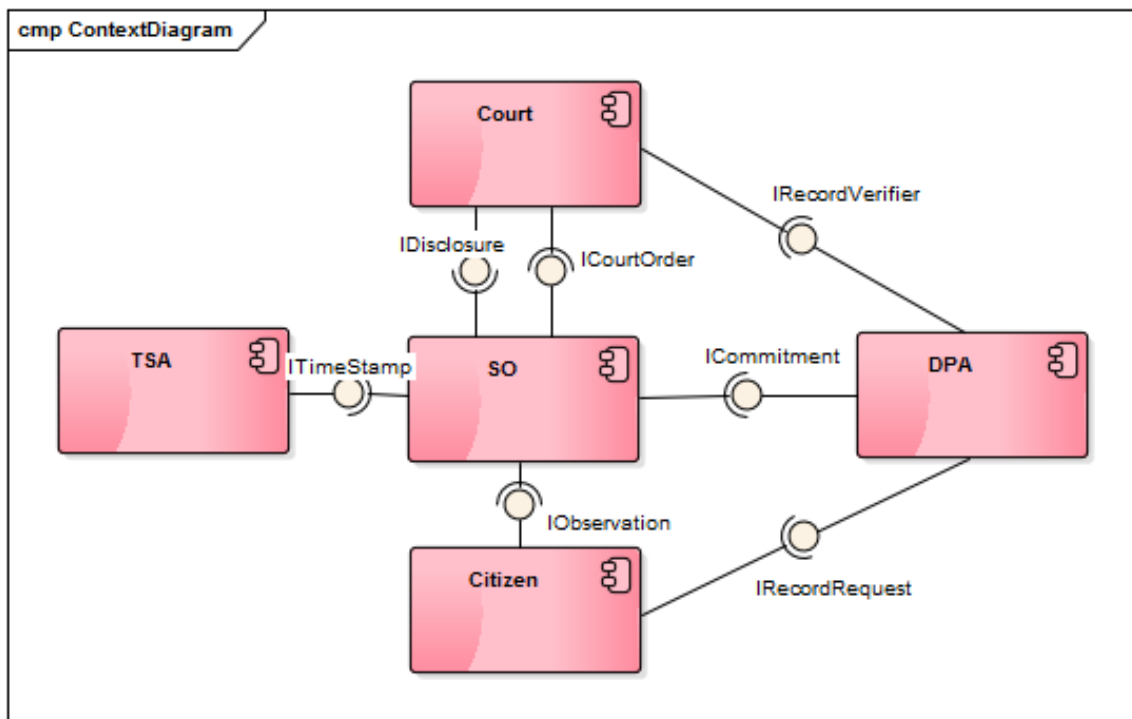 cmp ContextDiagram
Court
IRecordVerifier
IDisclosure
ICourtOrder
TSA
ITimeStamp
SO
ICommitment
DPA
IObservation
Citizen
IRecordRequest